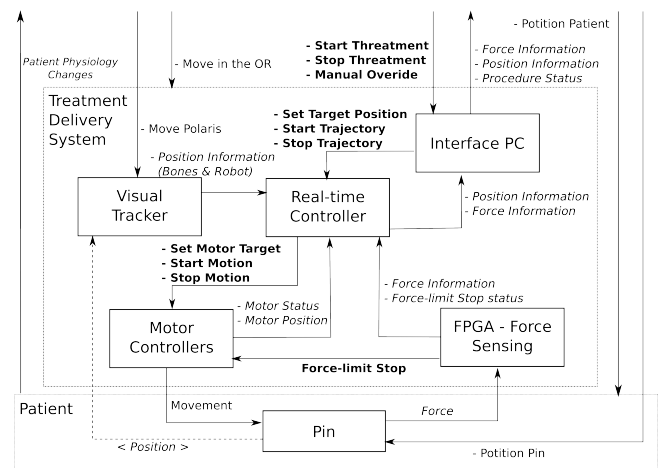 - Potition Patient
- Start Threatment
- Stop Threatment
- Manual Overide
- Force Information
- Position Information
- Procedure Status
Patient Physiology
Changes
- Move in the OR
Treatment
Delivery
System
- Set Target Position
- Start Trajectory
- Stop Trajectory
- Move Polaris
Interface PC
- Position Information
(Bones & Robot)
Visual
Tracker
Real-time
Controller
- Position Information
- Force Information
- Set Motor Target
- Start Motion
- Stop Motion
- Motor Status
- Motor Position
- Force Information
- Force-limit Stop status
Motor
Controllers
FPGA - Force
Sensing
Force-limit Stop
Patient
Movement
Pin
Force
< Position >
- Potition Pin